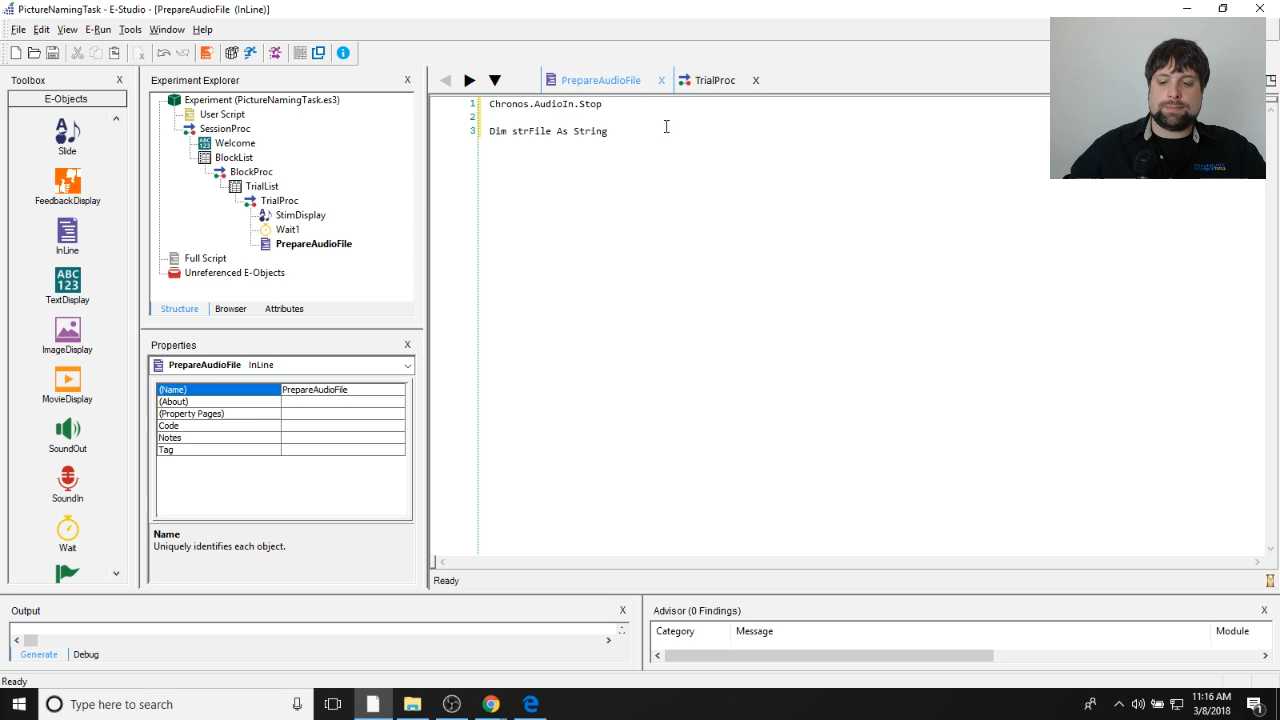 PictureNamingTask - E-Studio - [PrepareAudioFile (InLine)]
File Edit View E-Run Tools Window Help
Toolbox
E-Objects
Slide
FeedbackDisplay
InLine
TextDisplay
ImageDisplay
MovieDisplay
SoundOut
SoundIn
Wait
Experiment Explorer
Experiment (PictureNamingTask.es3)
User Script
SessionProc
Welcome
BlockList
BlockProc
TrialList
TrialProc
StimDisplay
Wait1
PrepareAudioFile
Full Script
Unreferenced E-Objects
Structure Browser Attributes
Properties
PrepareAudioFile InLine
(Name) PrepareAudioFile
(About)
(Property Pages)
Code
Notes
Tag
Name
Uniquely identifies each object.
PrepareAudioFile TrialProc
1 Chronos.AudioIn.Stop
2
3 Dim strFile As String
Ready
Output
Generate Debug
Advisor (0 Findings)
Category Message Module
Ready
Type here to search
11:16 AM
3/8/2018